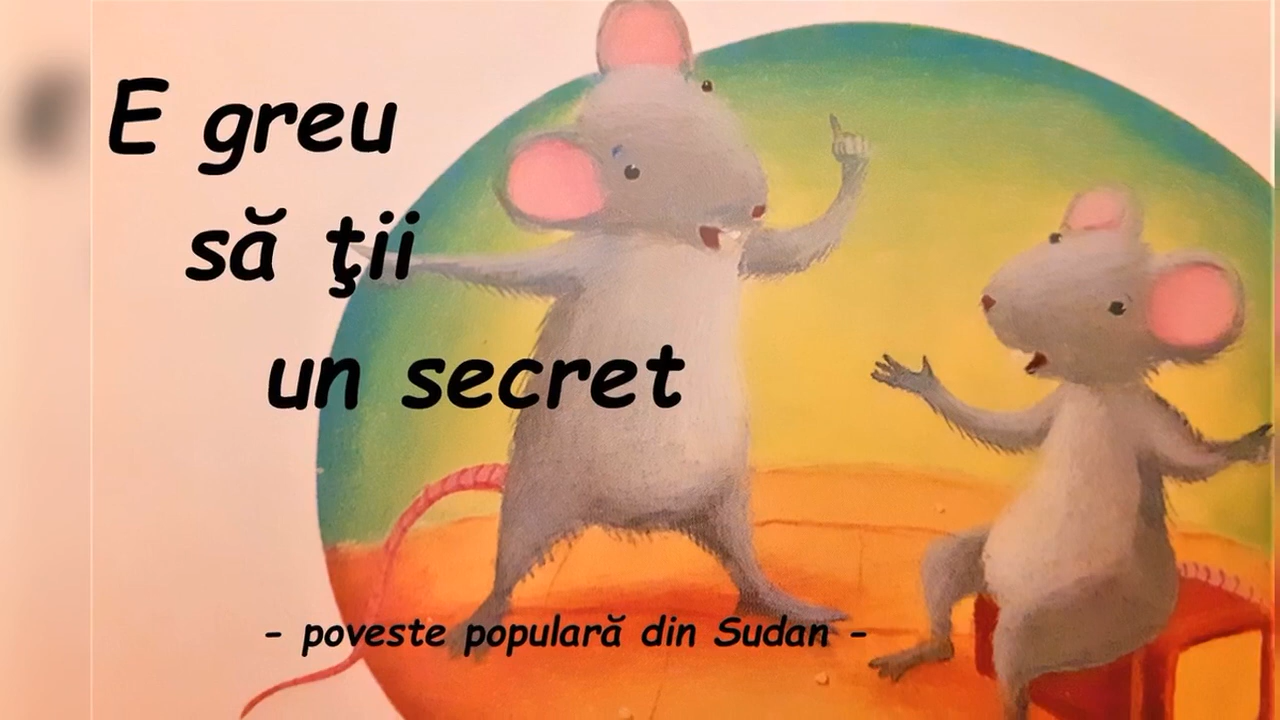 E greu
să ţii
un secret
- poveste populară din Sudan -